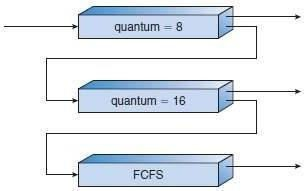 quantum = 8
quantum = 16
FCFS